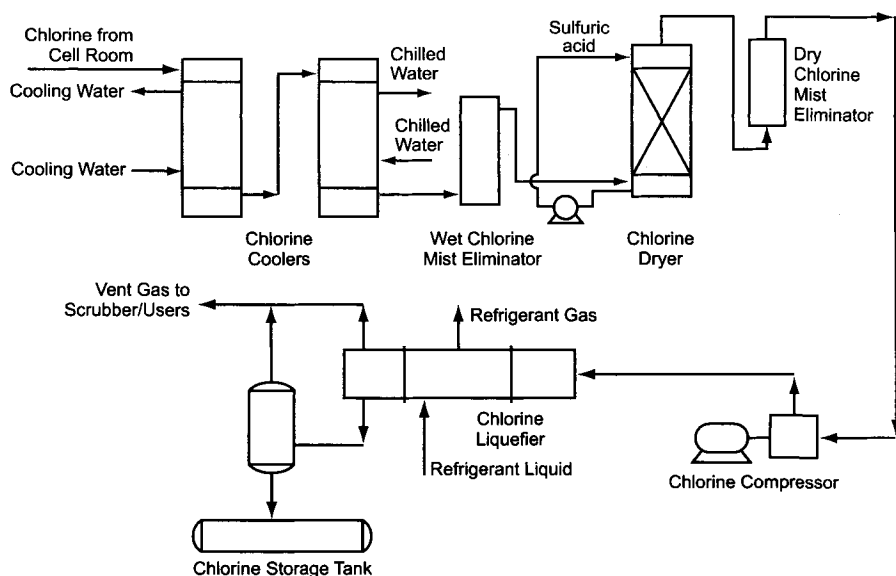 Chlorine from
Cell Room
Cooling Water
Cooling Water
Chilled
Water
Chilled
Water
Sulfuric
acid
Dry
Chlorine
Mist
Eliminator
Chlorine
Coolers
Wet Chlorine
Mist Eliminator
Chlorine
Dryer
Vent Gas to
Scrubber/Users
Refrigerant Gas
Chlorine
Liquefier
Refrigerant Liquid
Chlorine Compressor
Chlorine Storage Tank